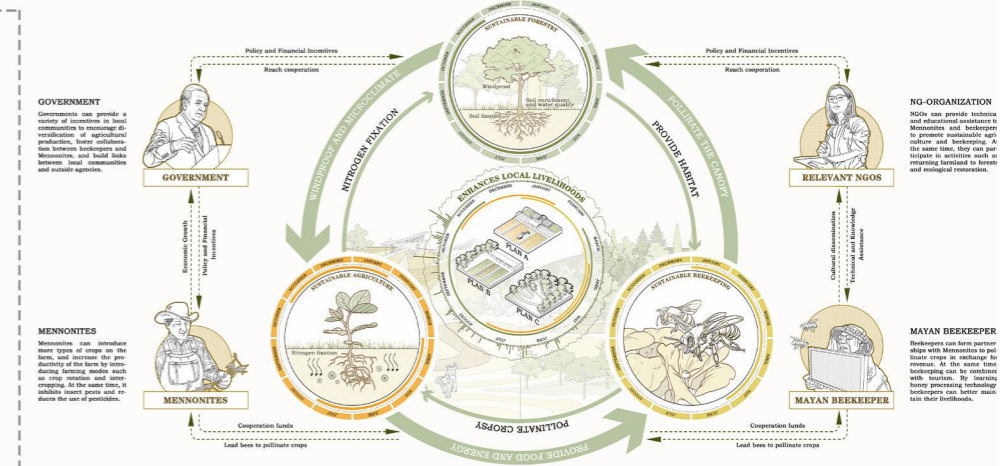 SUSTAINABLE FORESTRY
Windproof
Soil enrichment,
and water quality
Soil fixation
Policy and Financial Incentives
Reach cooperation
Policy and Financial Incentives
Reach cooperation
GOVERNMENT
Governments can provide a
variety of incentives in local
communities to encourage di-
versification of agricultural
production, foster collabora-
tion between beekeepers and
Mennonites, and build links
between local communities
and outside agencies.
GOVERNMENT
WINDPROOF AND MICROCLIMATE
NITROGEN FIXATION
POLLINATE THE CANOPY
PROVIDE HABITAT
NG-ORGANIZATION
NGOs can provide technical
and educational assistance to
Mennonites and beekeepers
to promote sustainable agri-
culture and beekeeping. At
the same time, they can par-
ticipate in activities such as
returning farmland to forests
and ecological restoration.
RELEVANT NGOS
ENHANCES LOCAL LIVELIHOODS
PLAN A
PLAN B
PLAN C
Economic Growth
Policy and Financial
Incentives
Cultural dissemination
Technical and Knowledge
Assistance
SUSTAINABLE AGRICULTURE
Nitrogen fixation
SUSTAINABLE BEEKEEPING
MENNONITES
Mennonites can introduce
more types of crops on the
farm, and increase the pro-
ductivity of the farm by intro-
ducing farming modes such
as crop rotation and inter-
cropping. At the same time, it
inhibits insect pests and re-
duces the use of pesticides.
MENNONITES
MAYAN BEEKEEPER
Beekeepers can form partner-
ships with Mennonites to pol-
linate crops in exchange for
revenue. At the same time,
beekeeping can be combined
with tourism. By learning
honey processing technology,
beekeepers can better main-
tain their livelihoods.
MAYAN BEEKEEPER
Cooperation funds
Lead bees to pollinate crops
POLLINATE CROPSY
PROVIDE FOOD AND ENERGY
Cooperation funds
Lead bees to pollinate crops